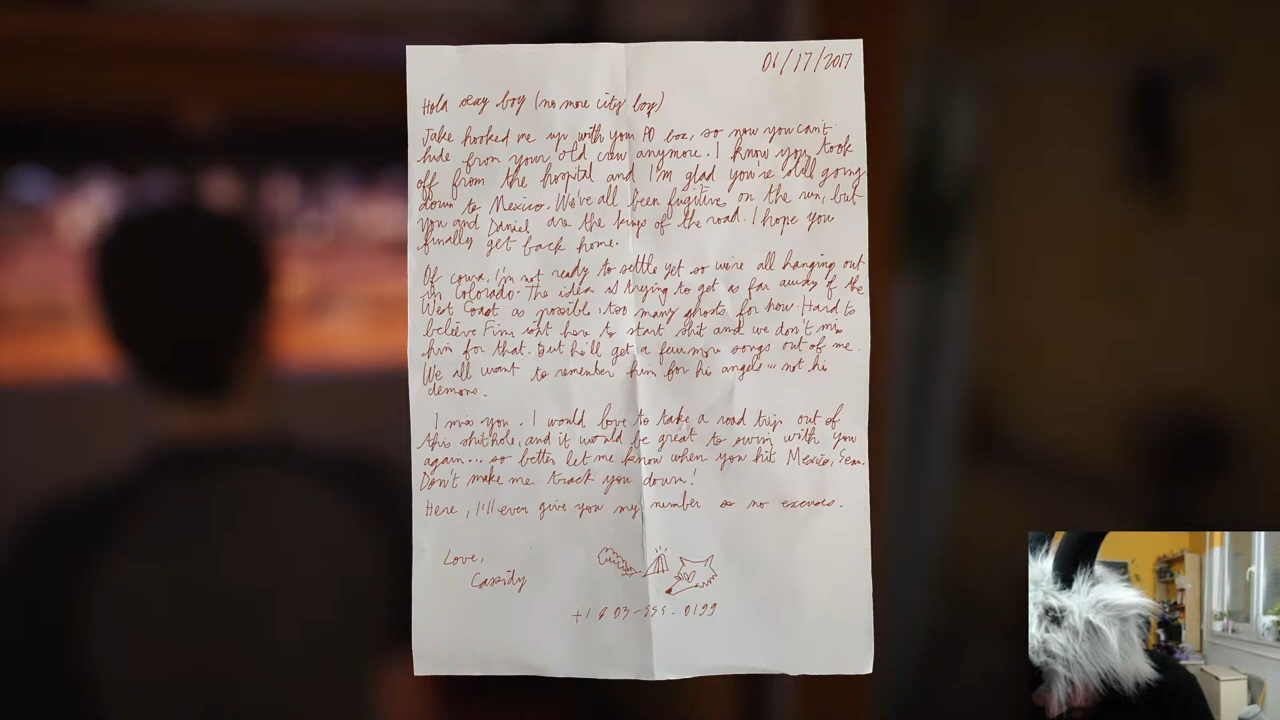 06/17/2017
Hola sexy boy (no more city boy)
Jake hooked me up with your PO box, so now you can't
hide from your old crew anymore. I know you took
off from the hospital and I'm glad you're still going
down to Mexico. We've all been fugitives on the run, but
you and Daniel are the kings of the road. I hope you
finally get back home.
Of course, I'm not ready to settle yet so we're all hanging out
in Colorado. The idea is trying to get as far away of the
West Coast as possible, too many ghosts for now. Hard to
believe Finn isn't here to start shit and we don't miss
him for that. But he'll get a few more songs out of me.
We all want to remember him for his angels... not his
demons.
I miss you. I would love to take a road trip out of
this shithole, and it would be great to swim with you
again... so better let me know when you hit Mexico, Sean.
Don't make me track you down!
Here, I'll even give you my number so no excuses.
Love,
Cassidy
+1 603-555-0199